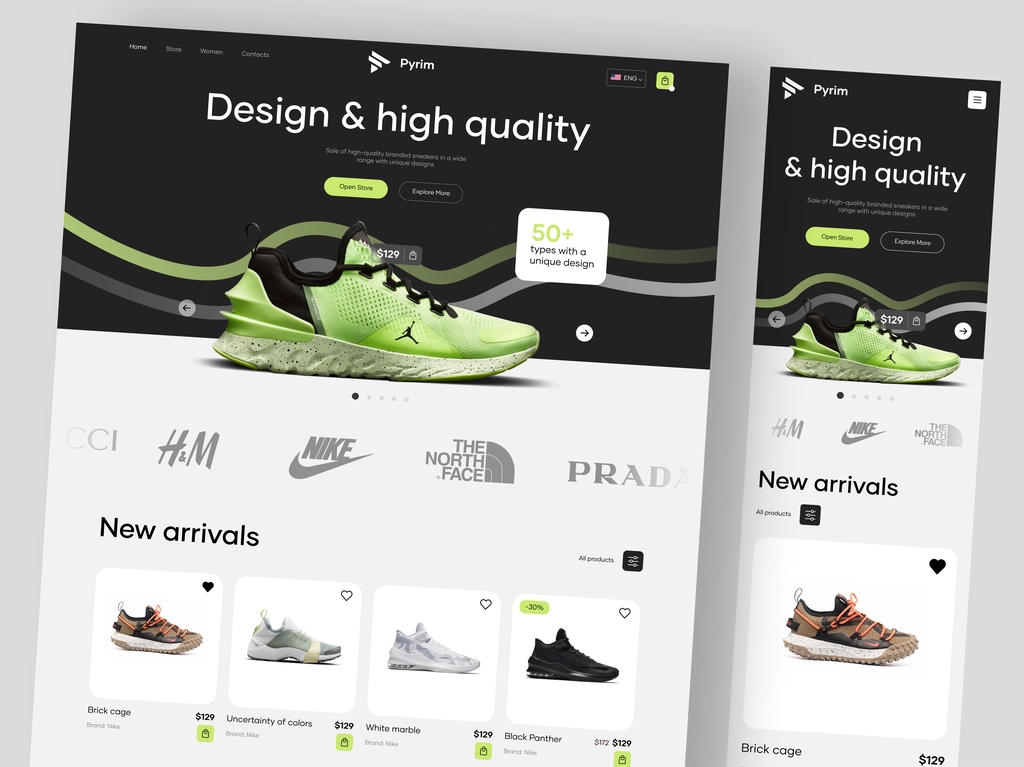 Home Store Women Contacts
Pyrim
ENG
Design & high quality
Sale of high-quality branded sneakers in a wide
range with unique designs
Open Store
Explore More
50+
types with a
unique design
$129
CCI
H&M
NIKE
THE
NORTH
FACE
PRADA
New arrivals
All products
-30%
Brick cage $129
Brand: Nike
Uncertainty of colors $129
Brand: Nike
White marble $129
Brand: Nike
Black Panther $172 $129
Brand: Nike
Pyrim
Design
& high quality
Sale of high-quality branded sneakers in a wide
range with unique designs
Open Store
Explore More
$129
H&M
NIKE
THE
NORTH
FACE
New arrivals
All products
Brick cage
$129